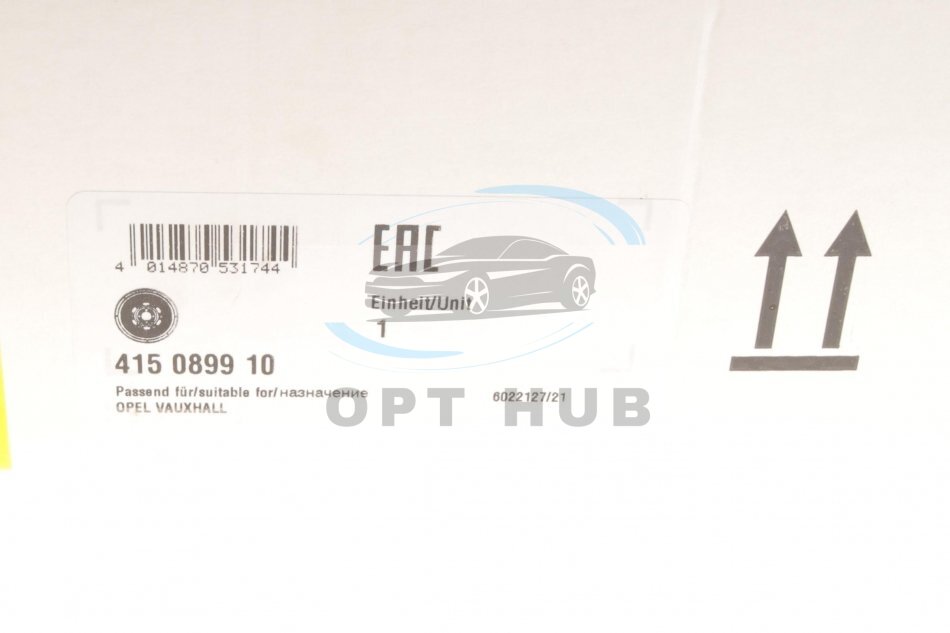 EAC
4 014870 531744
Einheit/Unit
1
415 0899 10
Passend für/suitable for/назначение
OPEL VAUXHALL
6022127/21
OPT HUB